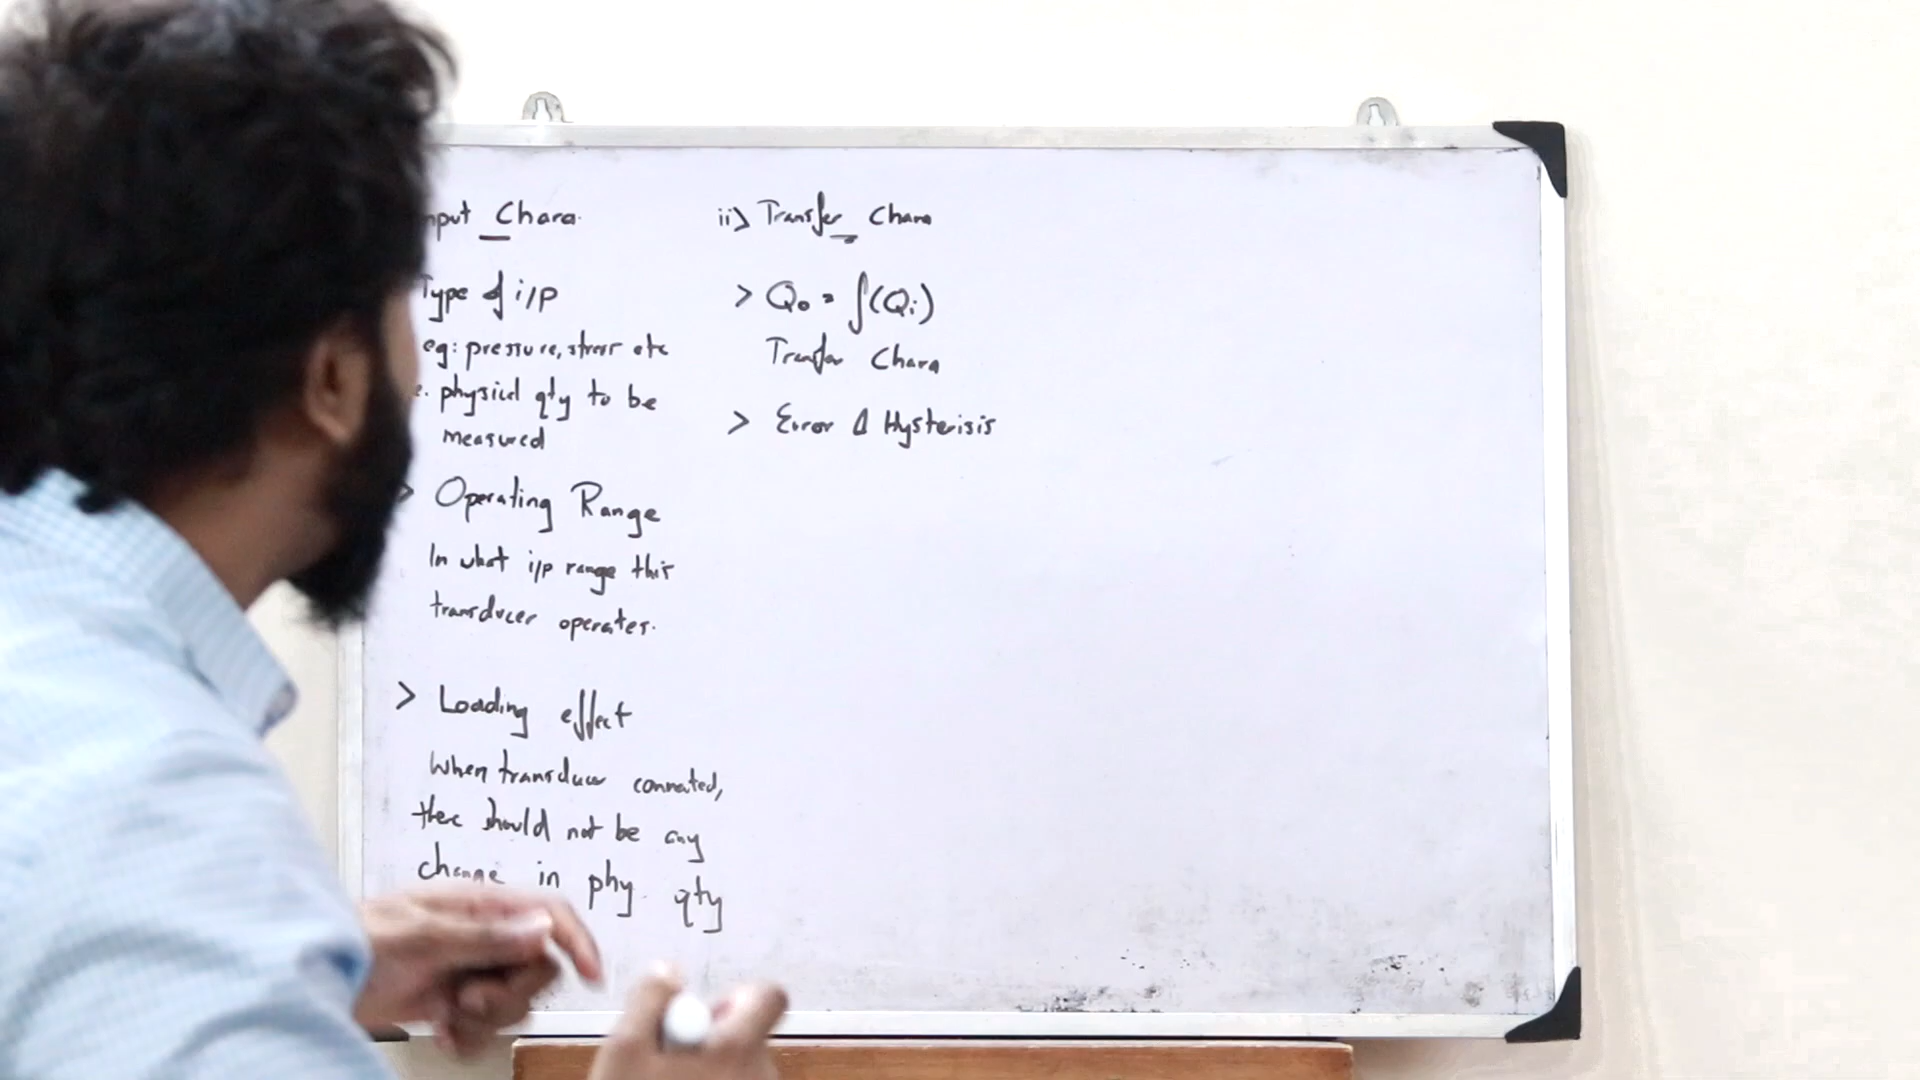 nput Chara.
Type of i/p
eg: pressure, stress etc
e. physical qty to be
measured
> Operating Range
In what i/p range this
transducer operates.
> Loading effect
When transducer connected,
there should not be any
change in phy qty
ii> Transfer Chara
> Qo = f(Qi)
Transfer Chara
> Error & Hysterisis